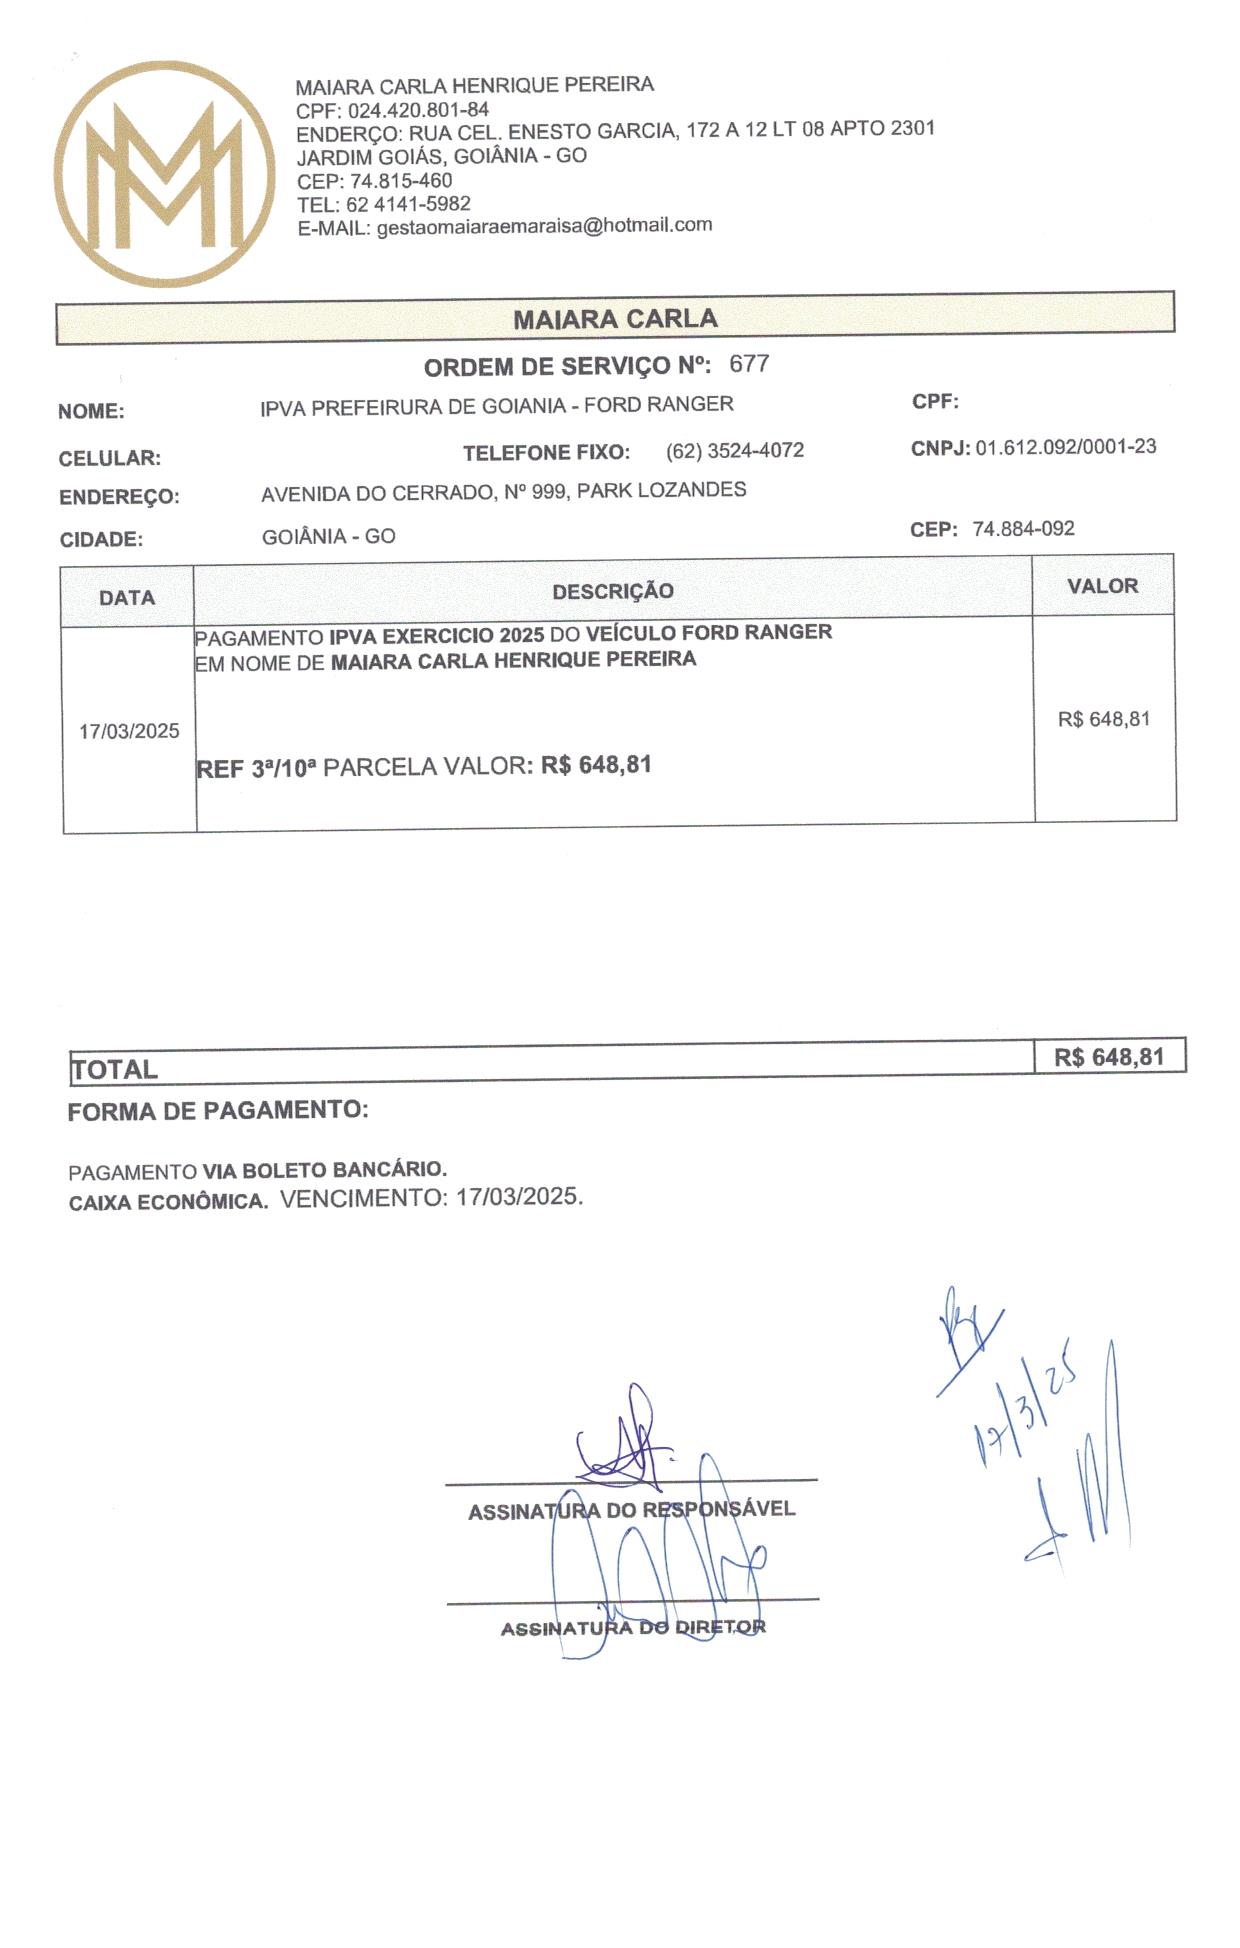 MAIARA CARLA HENRIQUE PEREIRA
CPF: 024.420.801-84
ENDERÇO: RUA CEL. ENESTO GARCIA, 172 A 12 LT 08 APTO 2301
JARDIM GOIÁS, GOIÂNIA - GO
CEP: 74.815-460
TEL: 62 4141-5982
E-MAIL: gestaomaiaraemaraisa@hotmail.com
MAIARA CARLA
ORDEM DE SERVIÇO Nº: 677
NOME: IPVA PREFEIRURA DE GOIANIA - FORD RANGER CPF:
CELULAR: TELEFONE FIXO: (62) 3524-4072 CNPJ: 01.612.092/0001-23
ENDEREÇO: AVENIDA DO CERRADO, Nº 999, PARK LOZANDES
CIDADE: GOIÂNIA - GO CEP: 74.884-092
DATA DESCRIÇÃO VALOR
PAGAMENTO IPVA EXERCICIO 2025 DO VEÍCULO FORD RANGER
EM NOME DE MAIARA CARLA HENRIQUE PEREIRA
17/03/2025 R$ 648,81
REF 3ª/10ª PARCELA VALOR: R$ 648,81
TOTAL R$ 648,81
FORMA DE PAGAMENTO:
PAGAMENTO VIA BOLETO BANCÁRIO.
CAIXA ECONÔMICA. VENCIMENTO: 17/03/2025.
17/3/25
ASSINATURA DO RESPONSÁVEL
ASSINATURA DO DIRETOR